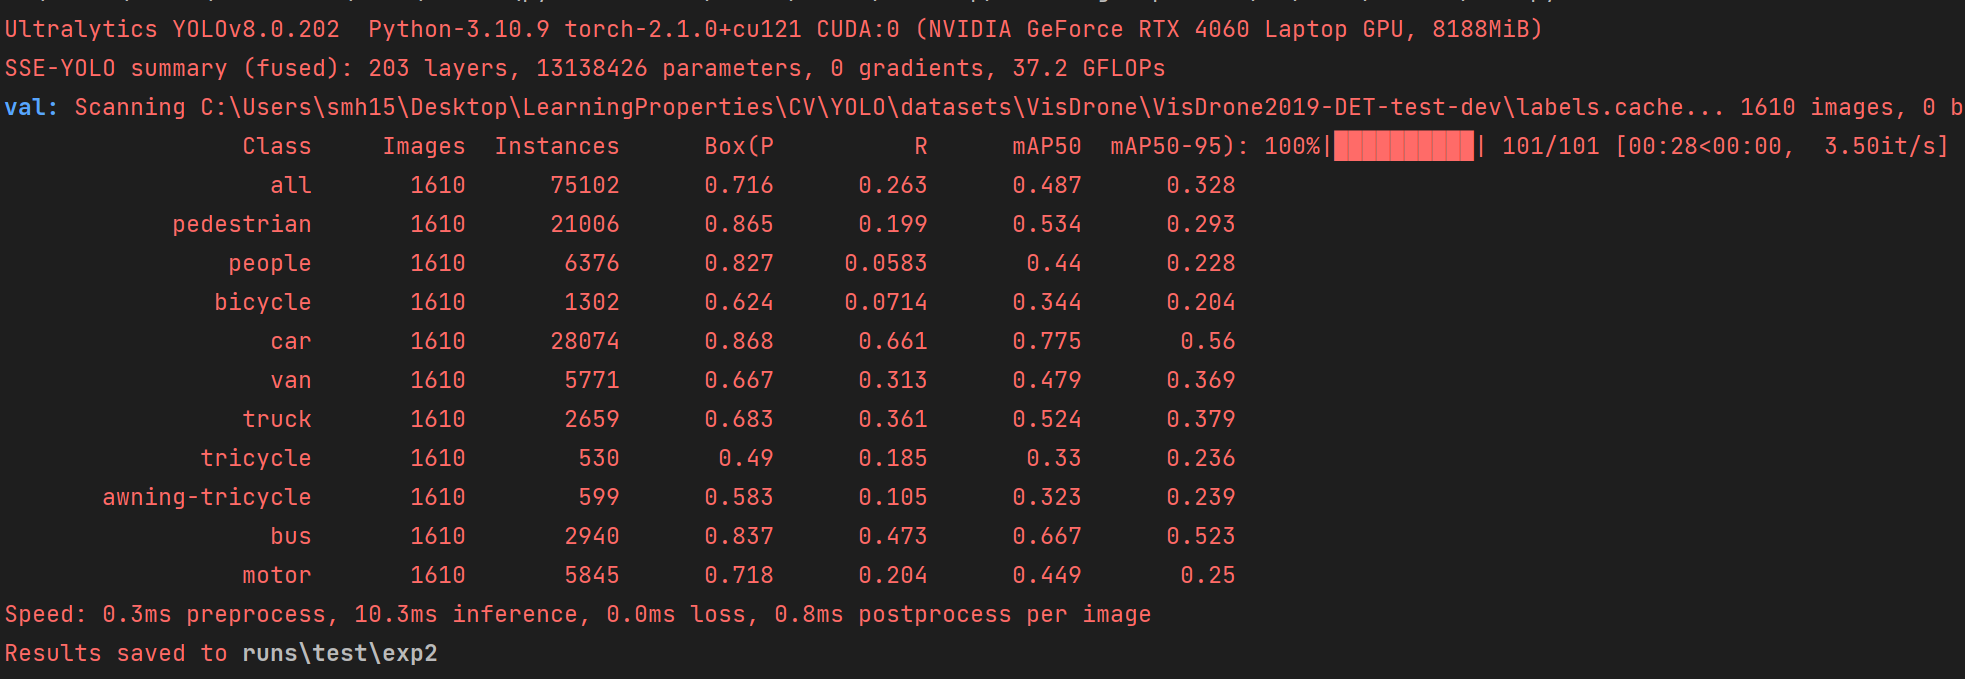 Ultralytics YOLOv8.0.202  Python-3.10.9 torch-2.1.0+cu121 CUDA:0 (NVIDIA GeForce RTX 4060 Laptop GPU, 8188MiB)
SSE-YOLO summary (fused): 203 layers, 13138426 parameters, 0 gradients, 37.2 GFLOPs
val: Scanning C:\Users\smh15\Desktop\LearningProperties\CV\YOLO\datasets\VisDrone\VisDrone2019-DET-test-dev\labels.cache... 1610 images, 0 b
Class Images Instances Box(P R mAP50 mAP50-95): 100%|██████████| 101/101 [00:28<00:00, 3.50it/s]
all 1610 75102 0.716 0.263 0.487 0.328
pedestrian 1610 21006 0.865 0.199 0.534 0.293
people 1610 6376 0.827 0.0583 0.44 0.228
bicycle 1610 1302 0.624 0.0714 0.344 0.204
car 1610 28074 0.868 0.661 0.775 0.56
van 1610 5771 0.667 0.313 0.479 0.369
truck 1610 2659 0.683 0.361 0.524 0.379
tricycle 1610 530 0.49 0.185 0.33 0.236
awning-tricycle 1610 599 0.583 0.105 0.323 0.239
bus 1610 2940 0.837 0.473 0.667 0.523
motor 1610 5845 0.718 0.204 0.449 0.25
Speed: 0.3ms preprocess, 10.3ms inference, 0.0ms loss, 0.8ms postprocess per image
Results saved to runs\test\exp2